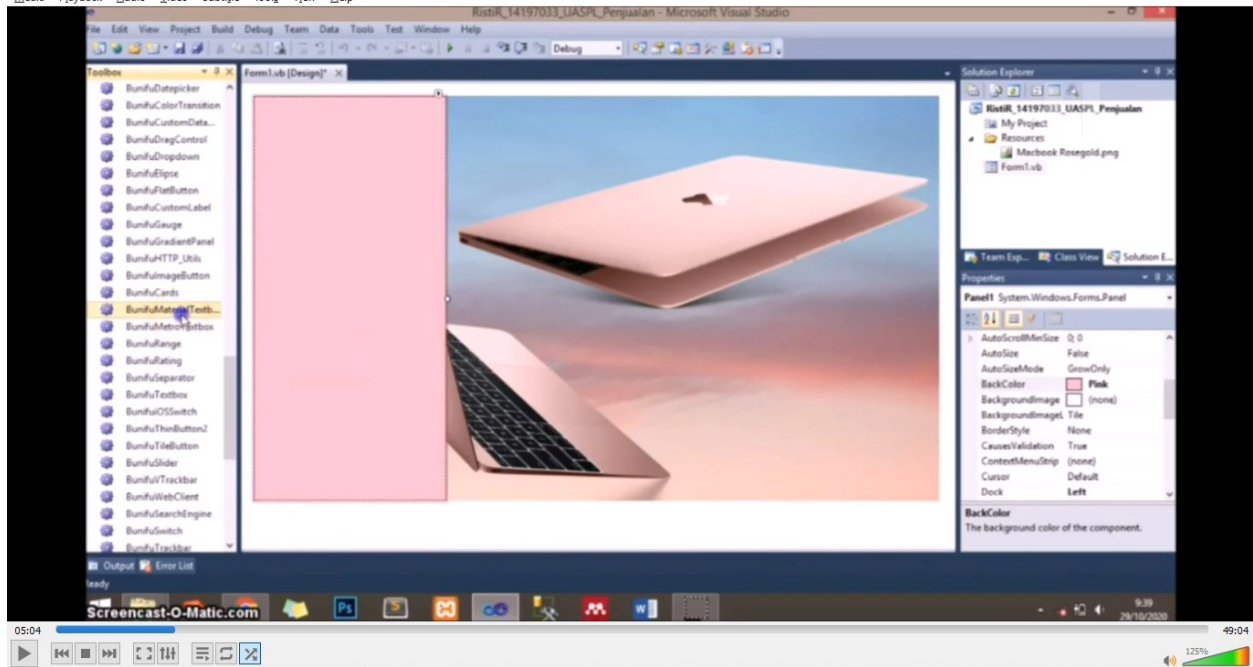 RistiR_14197033_UASPL_Penjualan - Microsoft Visual Studio
File Edit View Project Build Debug Team Data Tools Test Window Help
Debug
Toolbox
BunifuDatepicker
BunifuColorTransition
BunifuCustomData...
BunifuDragControl
BunifuDropdown
BunifuElipse
BunifuFlatButton
BunifuCustomLabel
BunifuGauge
BunifuGradientPanel
BunifuHTTP_Utils
BunifuImageButton
BunifuCards
BunifuMaterialTextb...
BunifuMetroTextbox
BunifuRange
BunifuRating
BunifuSeparator
BunifuTextbox
BunifuiOSSwitch
BunifuThinButton2
BunifuTileButton
BunifuSlider
BunifuVTrackbar
BunifuWebClient
BunifuSearchEngine
BunifuSwitch
BunifuTrackbar
Form1.vb [Design]*
Solution Explorer
RistiR_14197033_UASPL_Penjualan
My Project
Resources
Macbook Rosegold.png
Form1.vb
Team Exp... Class View Solution E...
Properties
Panel1 System.Windows.Forms.Panel
AutoScrollMinSize 0; 0
AutoSize False
AutoSizeMode GrowOnly
BackColor Pink
BackgroundImage (none)
BackgroundImageL Tile
BorderStyle None
CausesValidation True
ContextMenuStrip (none)
Cursor Default
Dock Left
BackColor
The background color of the component.
Output Error List
Ready
Screencast-O-Matic.com
Ps
W
9:39
29/10/2020
05:04
49:04
125%